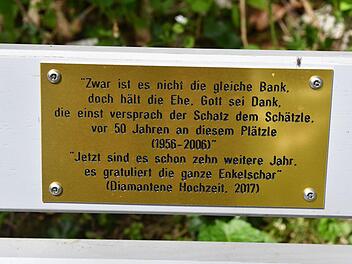 "Zwar ist es nicht die gleiche Bank,
doch hält die Ehe, Gott sei Dank,
die einst versprach der Schatz dem Schätzle,
vor 50 Jahren an diesem Plätzle
(1956-2006)"
"Jetzt sind es schon zehn weitere Jahr,
es gratuliert die ganze Enkelschar"
(Diamantene Hochzeit, 2017)